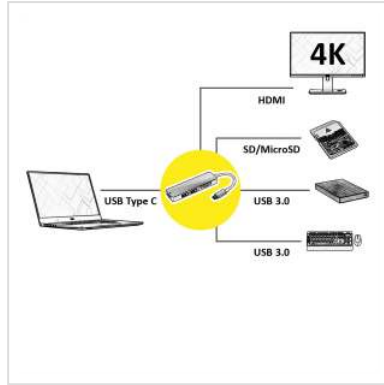 4K
HDMI
SD/MicroSD
USB Type C
USB 3.0
USB 3.0